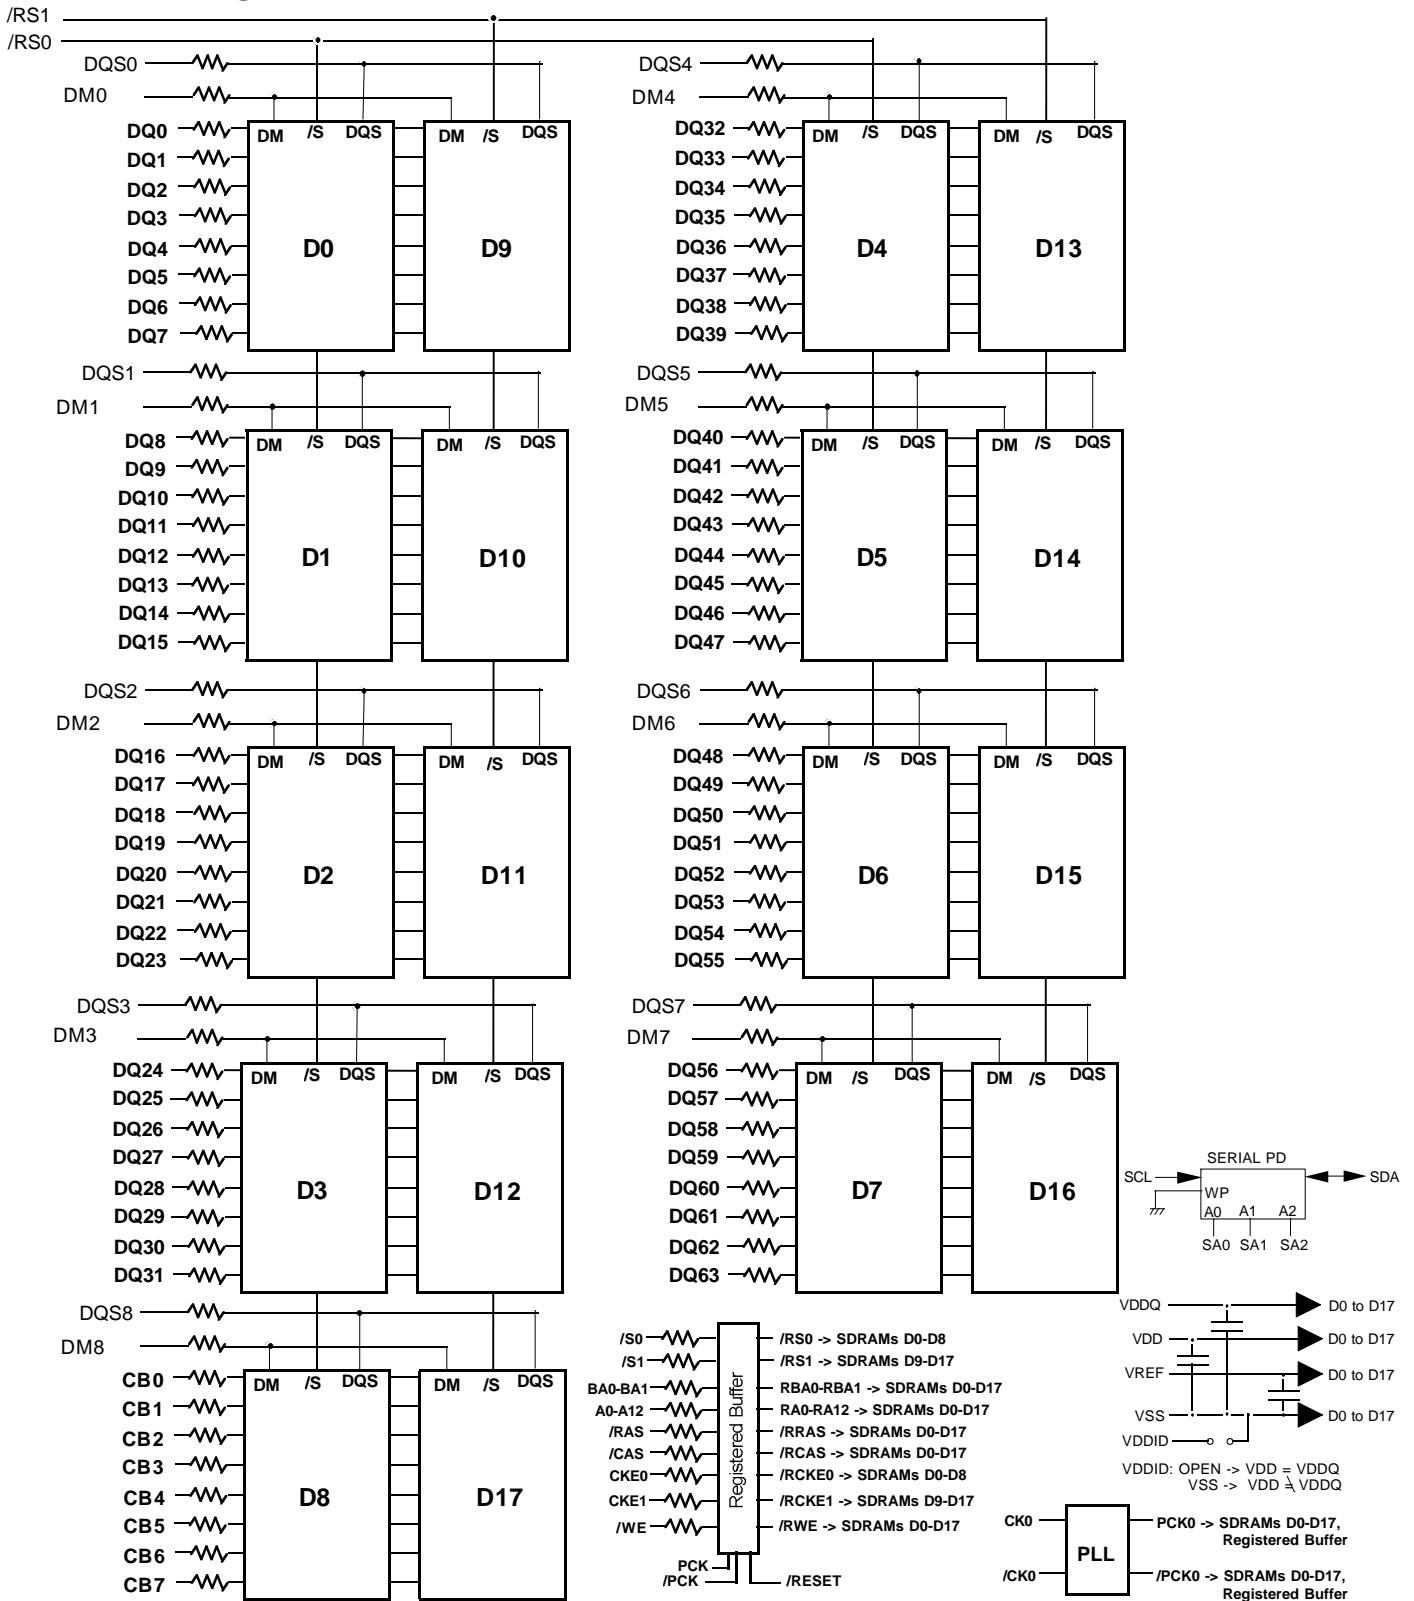 /RS1
/RS0
DQS0
DM0
DQ0
DQ1
DQ2
DQ3
DQ4
DQ5
DQ6
DQ7
DM /S DQS
D0
DM /S DQS
D9
DQS4
DM4
DQ32
DQ33
DQ34
DQ35
DQ36
DQ37
DQ38
DQ39
DM /S DQS
D4
DM /S DQS
D13
DQS1
DM1
DQ8
DQ9
DQ10
DQ11
DQ12
DQ13
DQ14
DQ15
DM /S DQS
D1
DM /S DQS
D10
DQS5
DM5
DQ40
DQ41
DQ42
DQ43
DQ44
DQ45
DQ46
DQ47
DM /S DQS
D5
DM /S DQS
D14
DQS2
DM2
DQ16
DQ17
DQ18
DQ19
DQ20
DQ21
DQ22
DQ23
DM /S DQS
D2
DM /S DQS
D11
DQS6
DM6
DQ48
DQ49
DQ50
DQ51
DQ52
DQ53
DQ54
DQ55
DM /S DQS
D6
DM /S DQS
D15
DQS3
DM3
DQ24
DQ25
DQ26
DQ27
DQ28
DQ29
DQ30
DQ31
DM /S DQS
D3
DM /S DQS
D12
DQS7
DM7
DQ56
DQ57
DQ58
DQ59
DQ60
DQ61
DQ62
DQ63
DM /S DQS
D7
DM /S DQS
D16
DQS8
DM8
CB0
CB1
CB2
CB3
CB4
CB5
CB6
CB7
DM /S DQS
D8
DM /S DQS
D17
SERIAL PD
SCL
SDA
WP
A0 A1 A2
SA0 SA1 SA2
/S0
/S1
BA0-BA1
A0-A12
/RAS
/CAS
CKE0
CKE1
/WE
Registered Buffer
/RS0 -> SDRAMs D0-D8
/RS1 -> SDRAMs D9-D17
RBA0-RBA1 -> SDRAMs D0-D17
RA0-RA12 -> SDRAMs D0-D17
/RRAS -> SDRAMs D0-D17
/RCAS -> SDRAMs D0-D17
/RCKE0 -> SDRAMs D0-D8
/RCKE1 -> SDRAMs D9-D17
/RWE -> SDRAMs D0-D17
PCK
/PCK
/RESET
VDDQ D0 to D17
VDD D0 to D17
VREF D0 to D17
VSS D0 to D17
VDDID
VDDID: OPEN -> VDD = VDDQ
VSS -> VDD ≠ VDDQ
CK0
/CK0
PLL
PCK0 -> SDRAMs D0-D17,
Registered Buffer
/PCK0 -> SDRAMs D0-D17,
Registered Buffer